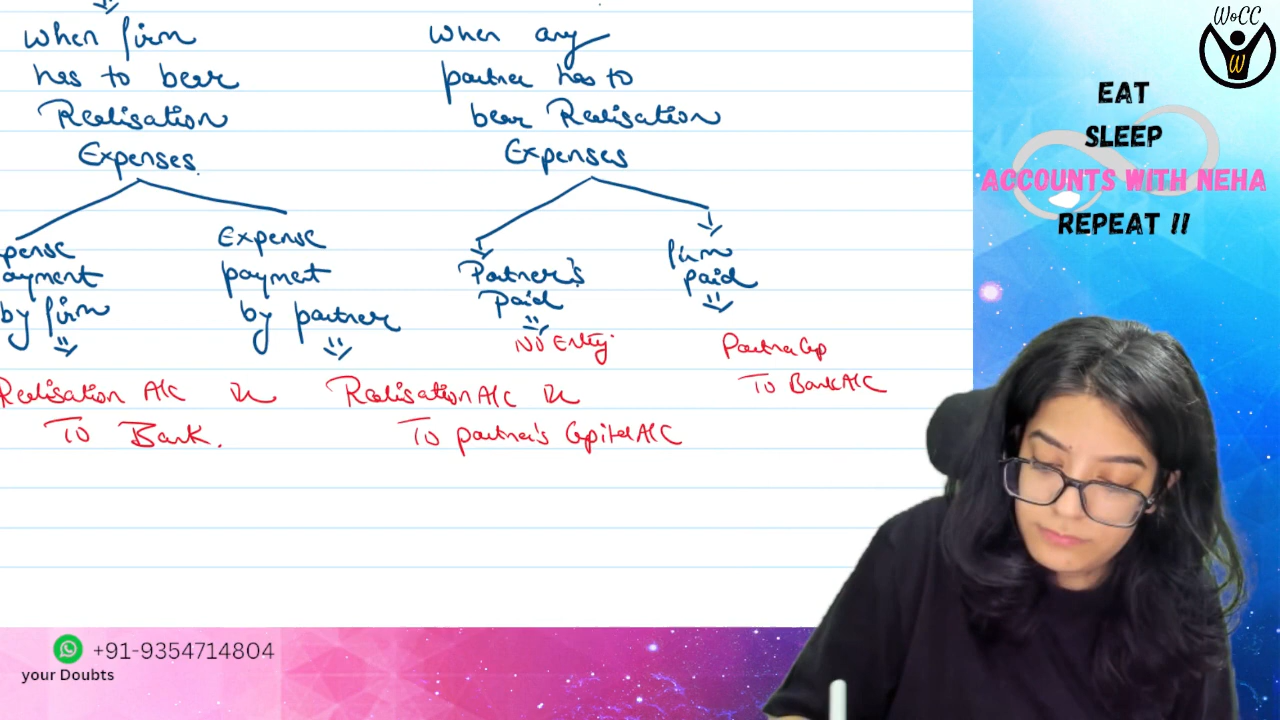 When firm
has to bear
Realisation
Expenses.
When any
partner has to
bear Realisation
Expenses
pense
ayment
by firm
Expense
payment
by partner
Partner's
Paid
firm
paid
No Entry.
Partner Cap
To Bank A/C
Realisation A/C Dr
To Bank.
Realisation A/C Dr
To partner's Capital A/C
WoCC
W
EAT
SLEEP
ACCOUNTS WITH NEHA
REPEAT !!
+91-9354714804
your Doubts